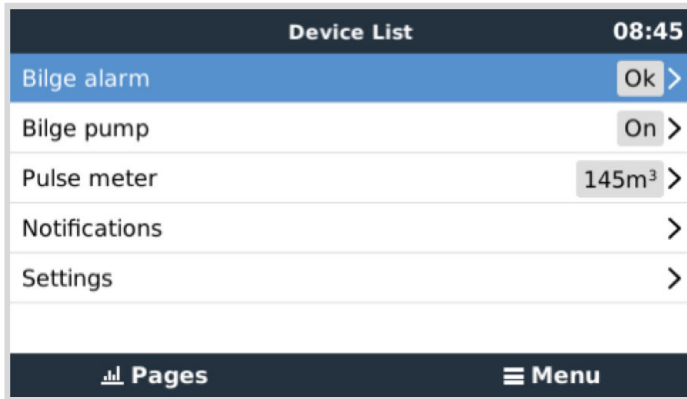 Device List 08:45
Bilge alarm Ok
Bilge pump On
Pulse meter 145m³
Notifications
Settings
Pages Menu